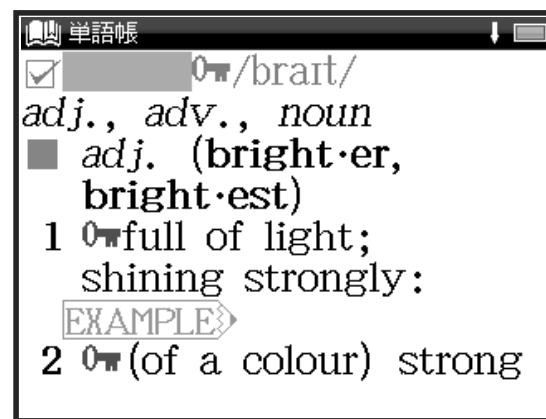 単語帳
/braɪt/
adj., adv., noun
adj. (bright·er,
bright·est)
1 full of light;
shining strongly:
EXAMPLE
2 (of a colour) strong